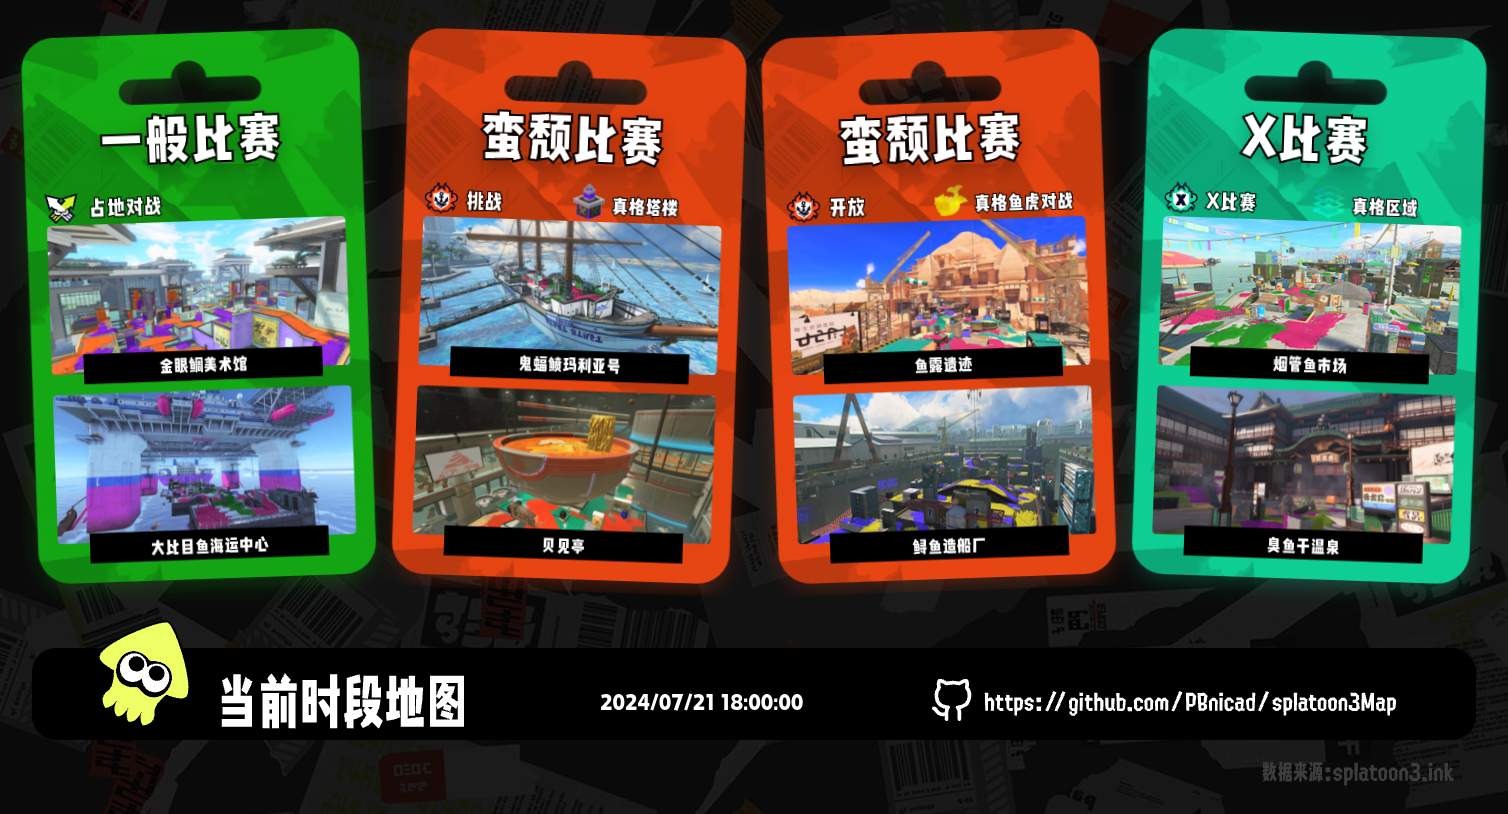 一般比赛
占地对战
金眼鲷美术馆
大比目鱼海运中心
蛮颓比赛
挑战
真格塔楼
鬼蝠鲼玛利亚号
贝见亭
蛮颓比赛
开放
真格鱼虎对战
鱼露遗迹
鲟鱼造船厂
X比赛
X比赛
真格区域
烟管鱼市场
臭鱼干温泉
当前时段地图
2024/07/21 18:00:00
https://github.com/PBnicad/splatoon3Map
数据来源:splatoon3.ink